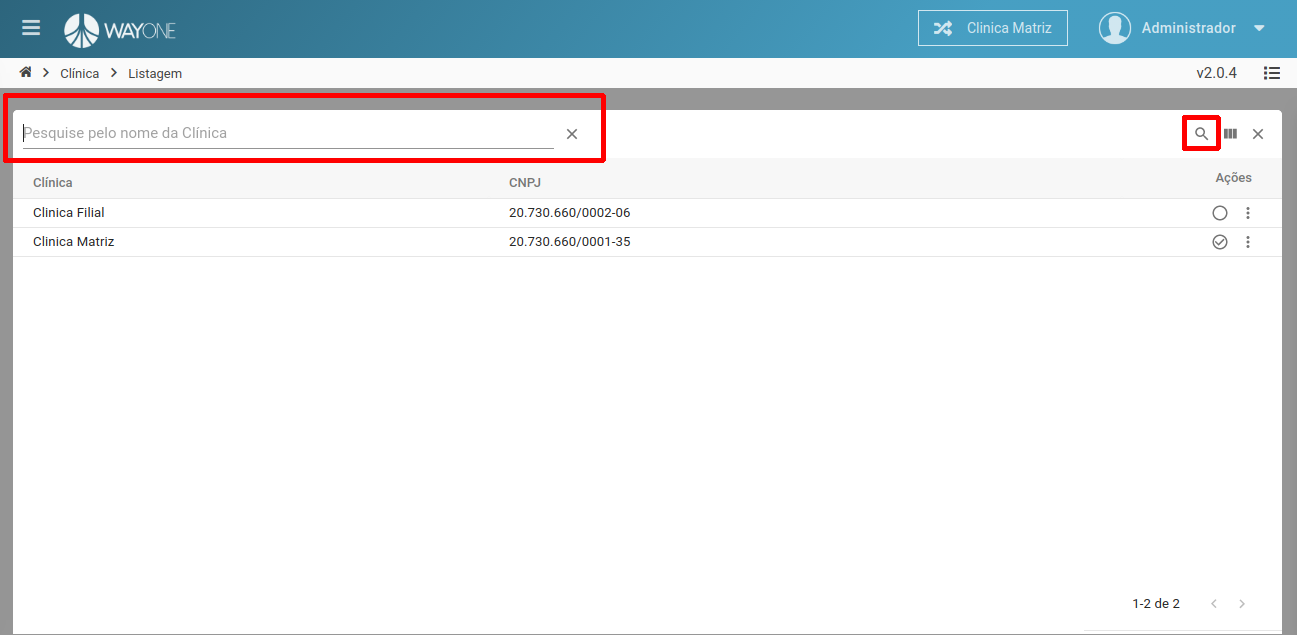 WAYONE
Clinica Matriz
Administrador
Clínica
Listagem
v2.0.4
Pesquise pelo nome da Clínica
Clínica
CNPJ
Ações
Clinica Filial
20.730.660/0002-06
Clinica Matriz
20.730.660/0001-35
1-2 de 2